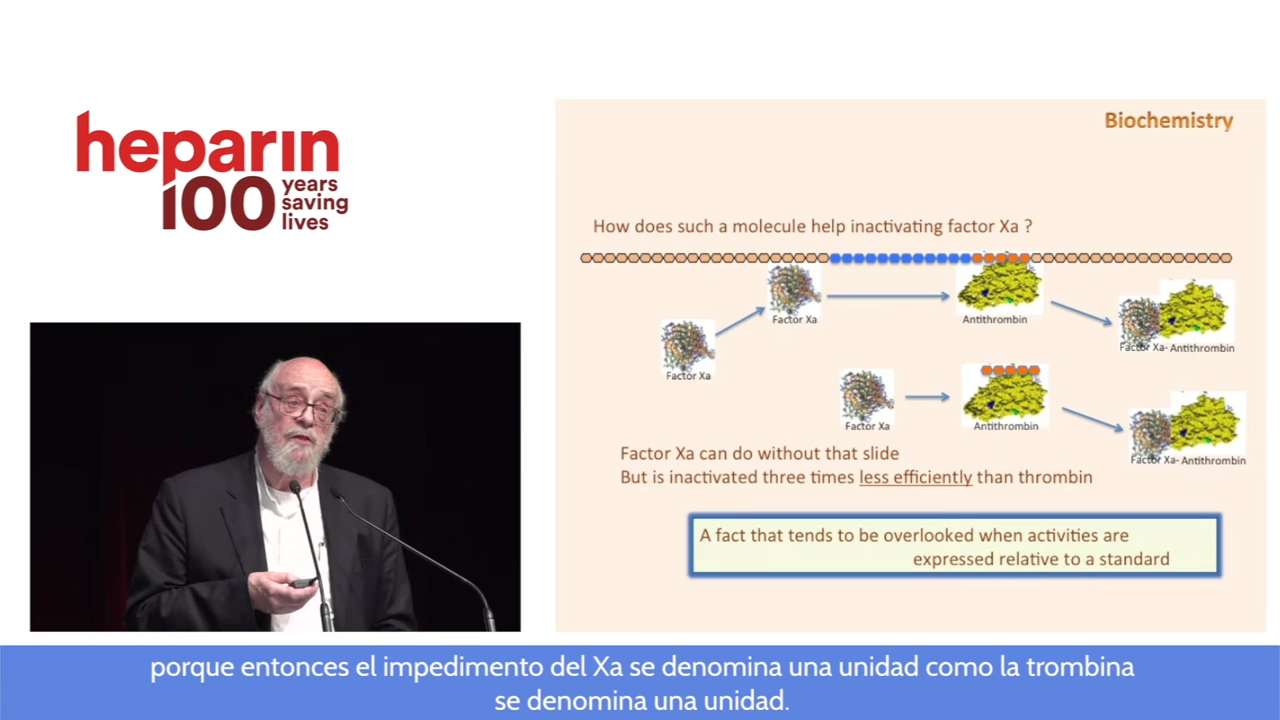 heparin
100
years
saving
lives
Biochemistry
How does such a molecule help inactivating factor Xa ?
Factor Xa
Antithrombin
Factor Xa
Factor Xa- Antithrombin
Factor Xa
Antithrombin
Factor Xa- Antithrombin
Factor Xa can do without that slide
But is inactivated three times less efficiently than thrombin
A fact that tends to be overlooked when activities are
expressed relative to a standard
porque entonces el impedimento del Xa se denomina una unidad como la trombina
se denomina una unidad.